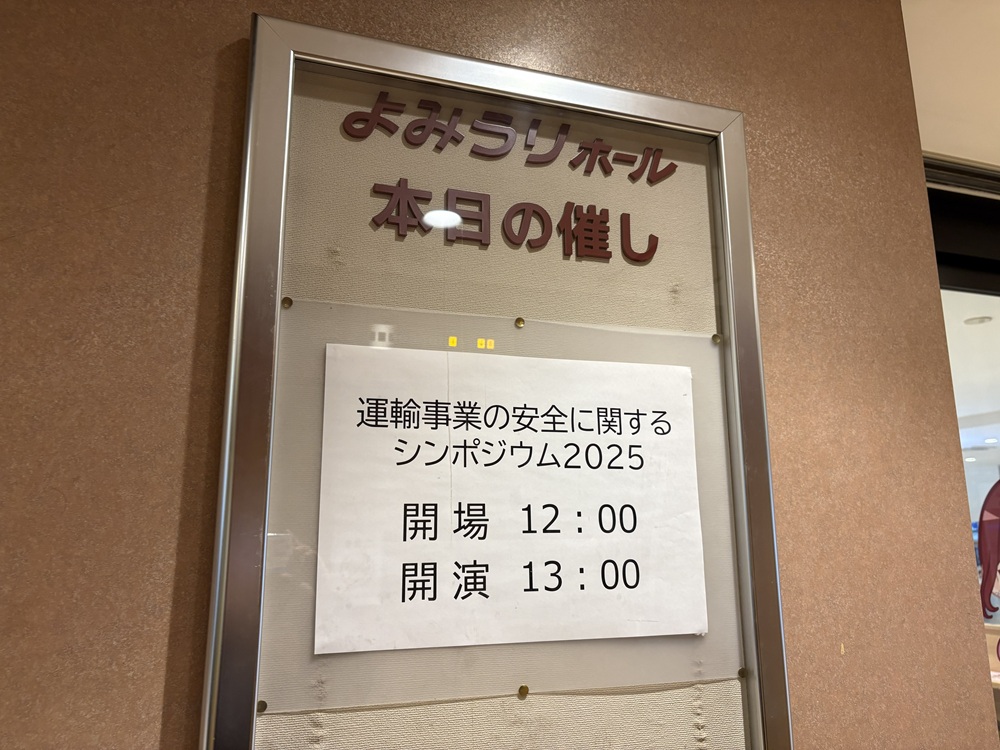 よみうりホール
本日の催し
運輸事業の安全に関する
シンポジウム2025
開場 12：00
開演 13：00